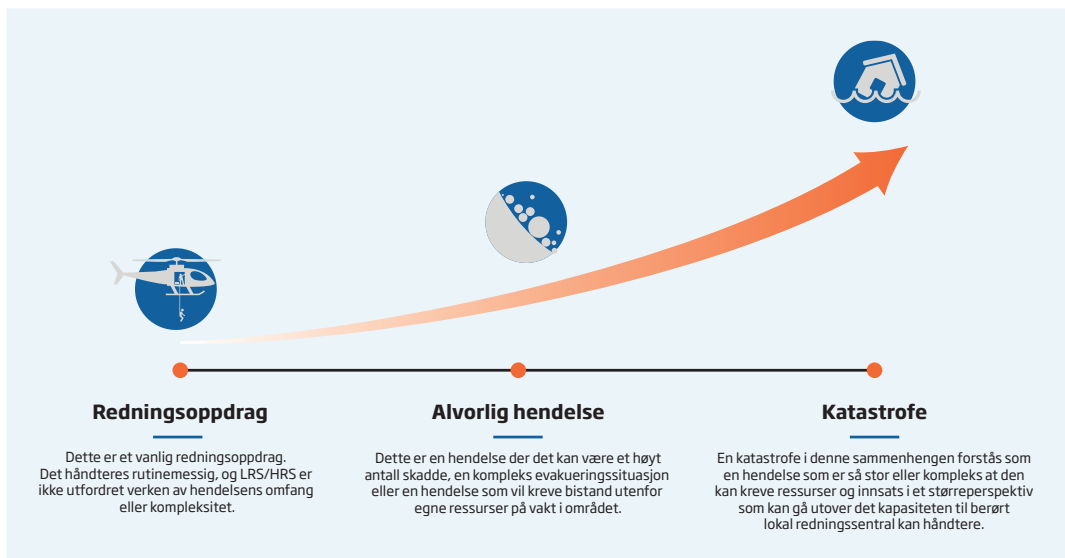 Redningsoppdrag
Dette er et vanlig redningsoppdrag.
Det håndteres rutinemessig, og LRS/HRS er
ikke utfordret verken av hendelsens omfang
eller kompleksitet.
Alvorlig hendelse
Dette er en hendelse der det kan være et høyt
antall skadde, en kompleks evakueringssituasjon
eller en hendelse som vil kreve bistand utenfor
egne ressurser på vakt i området.
Katastrofe
En katastrofe i denne sammenhengen forstås som
en hendelse som er så stor eller kompleks at den
kan kreve ressurser og innsats i et størreperspektiv
som kan gå utover det kapasiteten til berørt
lokal redningssentral kan håndtere.